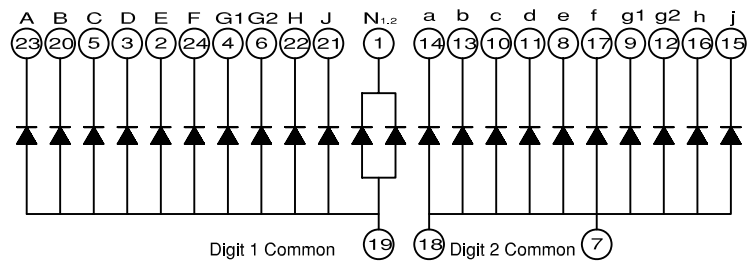 A B C D E F G1 G2 H J N1,2 a b c d e f g1 g2 h j
23 20 5 3 2 24 4 6 22 21 1 14 13 10 11 8 17 9 12 16 15
Digit 1 Common 19 18 Digit 2 Common 7